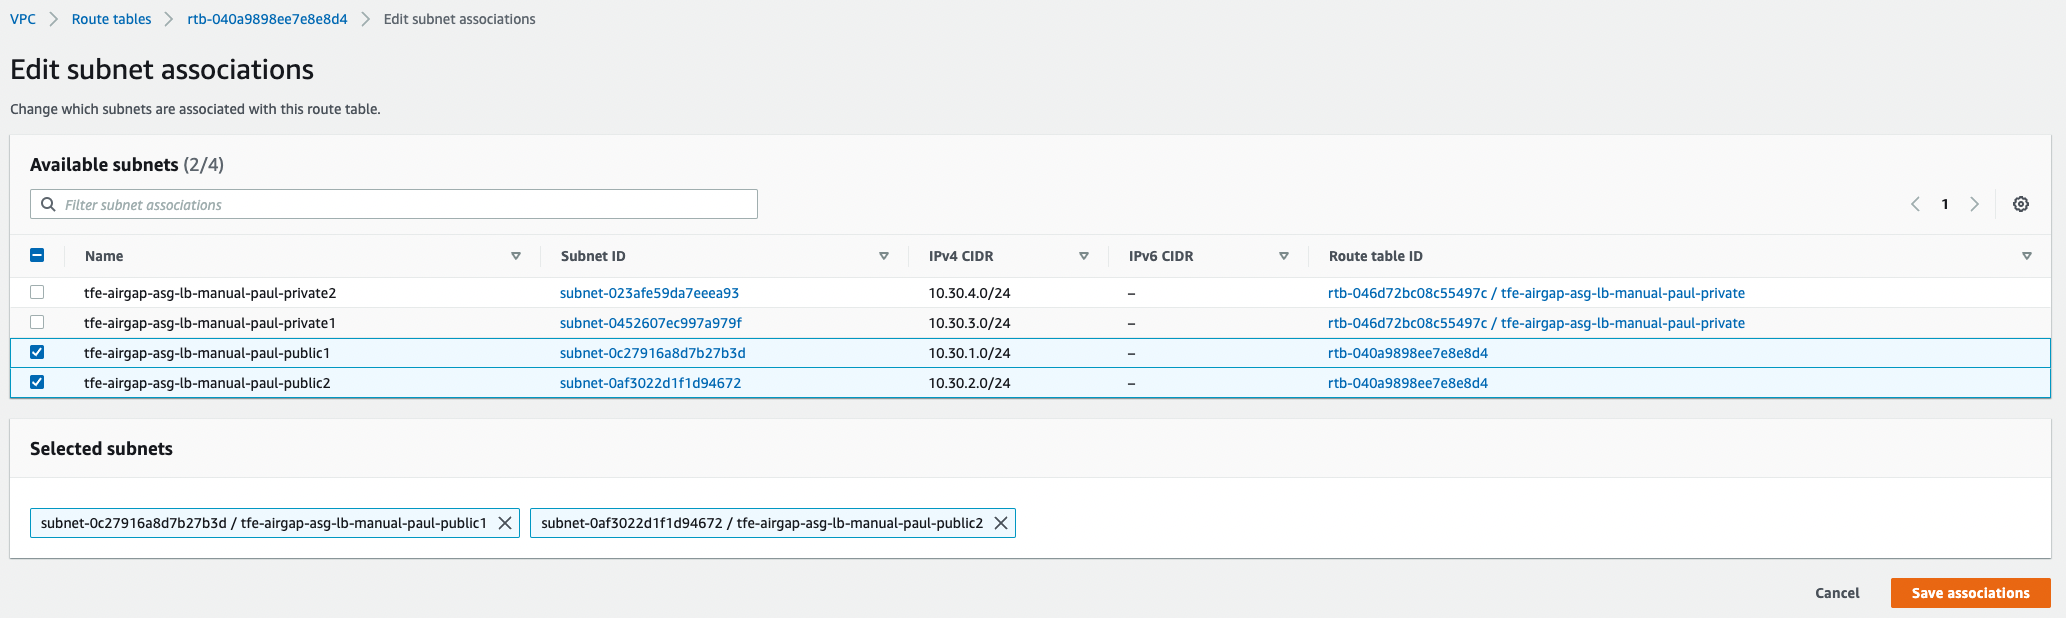 VPC > Route tables > rtb-040a9898ee7e8e8d4 > Edit subnet associations
Edit subnet associations
Change which subnets are associated with this route table.
Available subnets (2/4)
Filter subnet associations
1
Name Subnet ID IPv4 CIDR IPv6 CIDR Route table ID
tfe-airgap-asg-lb-manual-paul-private2 subnet-023afe59da7eeea93 10.30.4.0/24 – rtb-046d72bc08c55497c / tfe-airgap-asg-lb-manual-paul-private
tfe-airgap-asg-lb-manual-paul-private1 subnet-0452607ec997a979f 10.30.3.0/24 – rtb-046d72bc08c55497c / tfe-airgap-asg-lb-manual-paul-private
tfe-airgap-asg-lb-manual-paul-public1 subnet-0c27916a8d7b27b3d 10.30.1.0/24 – rtb-040a9898ee7e8e8d4
tfe-airgap-asg-lb-manual-paul-public2 subnet-0af3022d1f1d94672 10.30.2.0/24 – rtb-040a9898ee7e8e8d4
Selected subnets
subnet-0c27916a8d7b27b3d / tfe-airgap-asg-lb-manual-paul-public1 subnet-0af3022d1f1d94672 / tfe-airgap-asg-lb-manual-paul-public2
Cancel Save associations